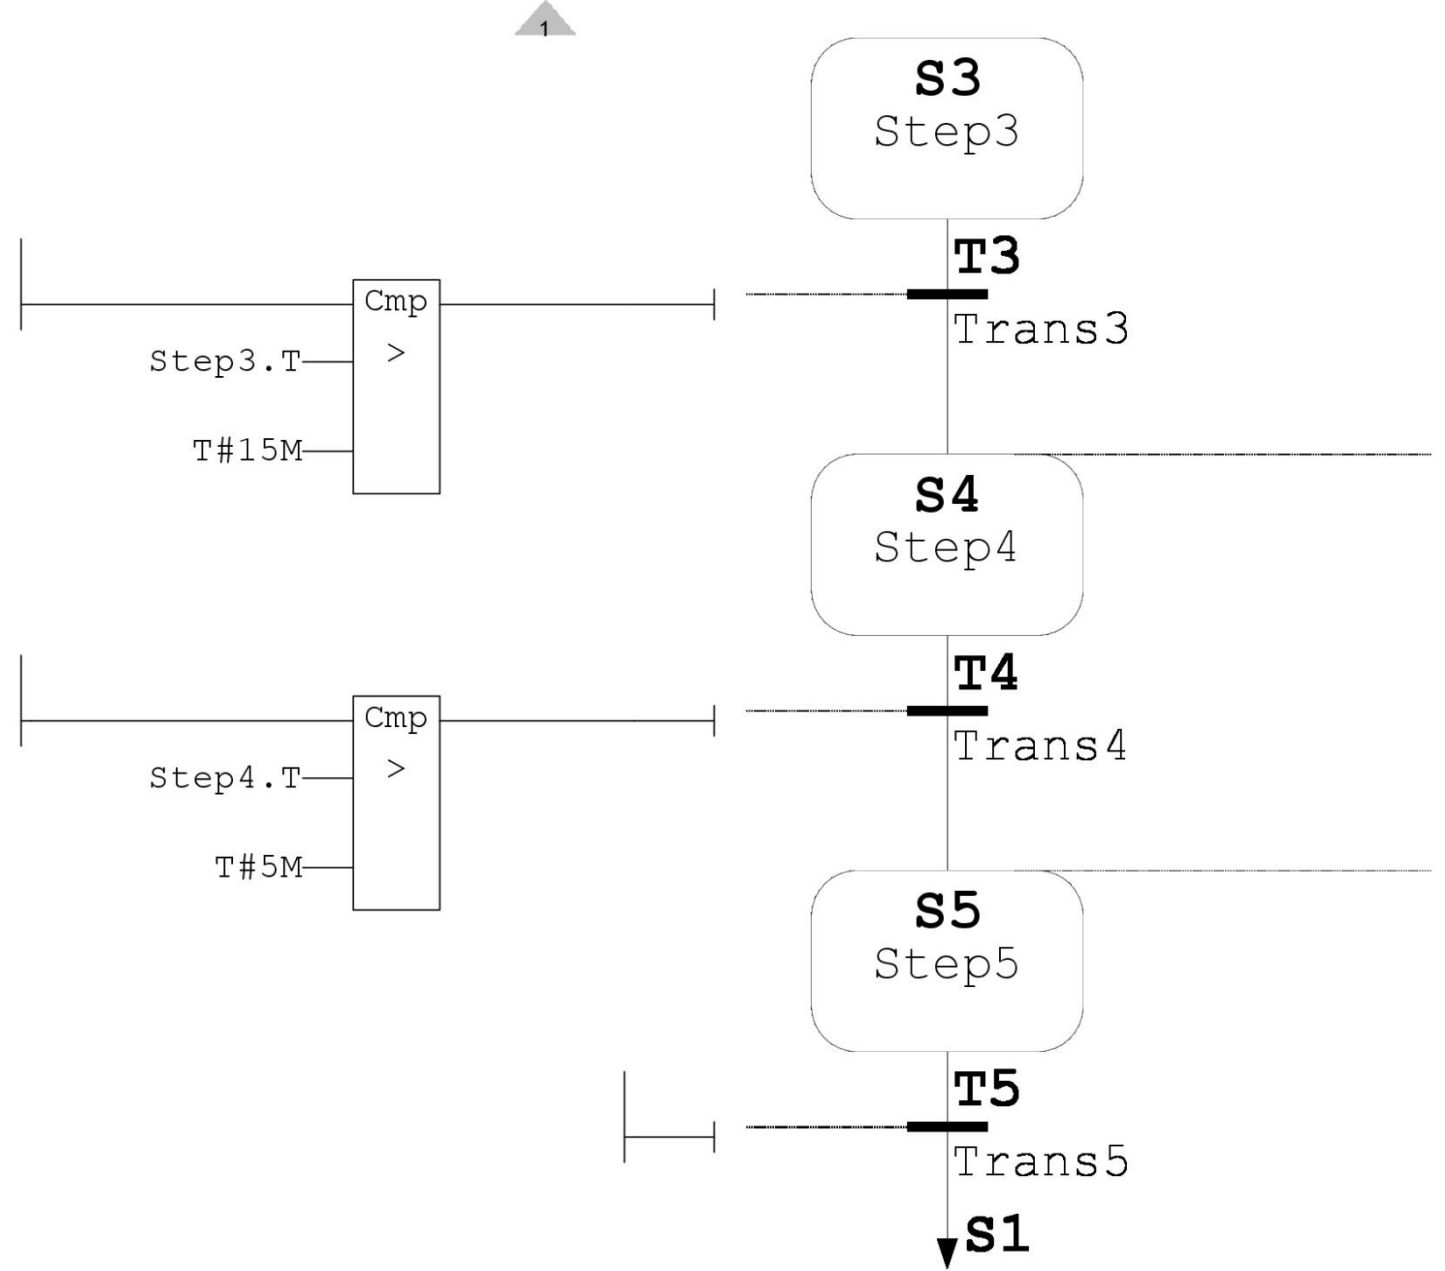 1
S3
Step3
T3
Cmp
Trans3
>
Step3.T
T#15M
S4
Step4
T4
Cmp
Trans4
>
Step4.T
T#5M
S5
Step5
T5
Trans5
S1